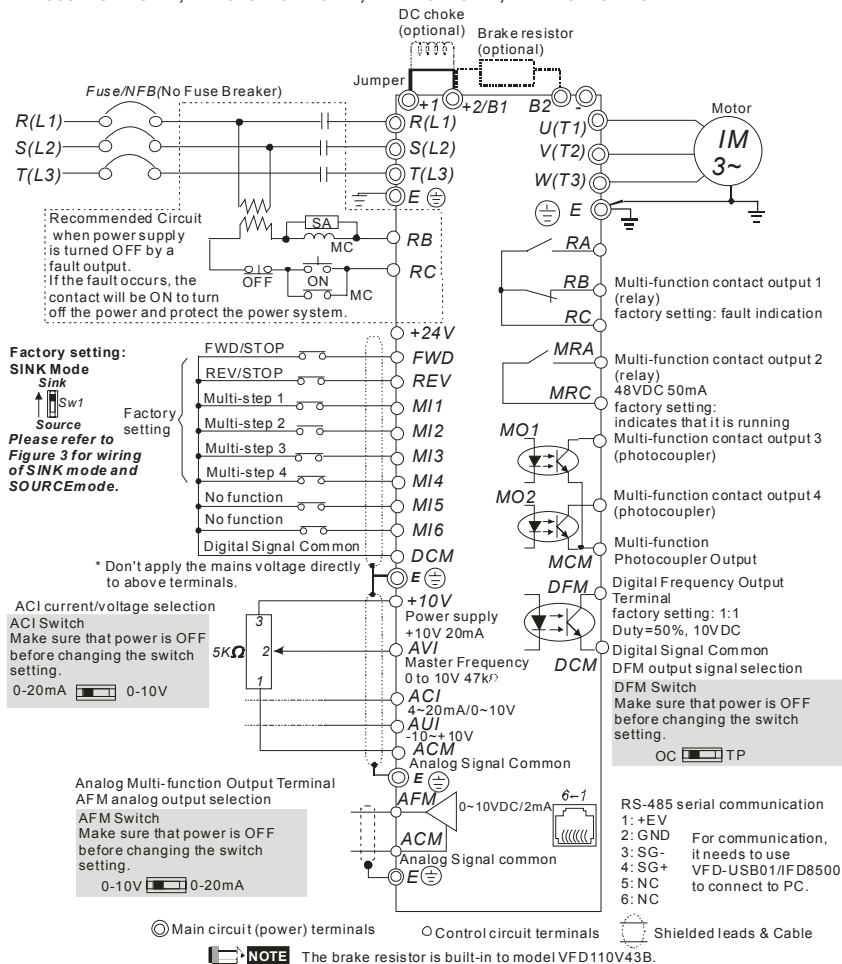 DC choke
(optional)
Brake resistor
(optional)
Jumper
Fuse/NFB(No Fuse Breaker)
+1
+2/B1
B2
-
Motor
R(L1)
S(L2)
T(L3)
R(L1)
S(L2)
T(L3)
E
U(T1)
V(T2)
W(T3)
IM
3~
E
Recommended Circuit
when power supply
is turned OFF by a
fault output.
If the fault occurs, the
contact will be ON to turn
off the power and protect the power system.
SA
MC
OFF
ON
MC
RB
RC
RA
RB
RC
Multi-function contact output 1
(relay)
factory setting: fault indication
MRA
MRC
Multi-function contact output 2
(relay)
48VDC 50mA
factory setting:
indicates that it is running
MO1
Multi-function contact output 3
(photocoupler)
MO2
Multi-function contact output 4
(photocoupler)
MCM
Multi-function
Photocoupler Output
Factory setting:
SINK Mode
Sink
Sw1
Source
Please refer to
Figure 3 for wiring
of SINK mode and
SOURCEmode.
Factory
setting
+24V
FWD/STOP
FWD
REV/STOP
REV
Multi-step 1
MI1
Multi-step 2
MI2
Multi-step 3
MI3
Multi-step 4
MI4
No function
MI5
No function
MI6
Digital Signal Common
DCM
* Don't apply the mains voltage directly
to above terminals.
E
DFM
Digital Frequency Output
Terminal
factory setting: 1:1
Duty=50%, 10VDC
DCM
Digital Signal Common
DFM output signal selection
DFM Switch
Make sure that power is OFF
before changing the switch
setting.
OC TP
ACI current/voltage selection
ACI Switch
Make sure that power is OFF
before changing the switch
setting.
0-20mA 0-10V
5KΩ
3
2
1
+10V
Power supply
+10V 20mA
AVI
Master Frequency
0 to 10V 47kΩ
ACI
4~20mA/0~10V
AUI
-10~+10V
ACM
Analog Signal Common
E
Analog Multi-function Output Terminal
AFM analog output selection
AFM Switch
Make sure that power is OFF
before changing the switch
setting.
0-10V 0-20mA
AFM
0~10VDC/2mA
ACM
Analog Signal common
E
6←1
RS-485 serial communication
1: +EV
2: GND
3: SG-
4: SG+
5: NC
6: NC
For communication,
it needs to use
VFD-USB01/IFD8500
to connect to PC.
Main circuit (power) terminals
Control circuit terminals
Shielded leads & Cable
NOTE The brake resistor is built-in to model VFD110V43B.